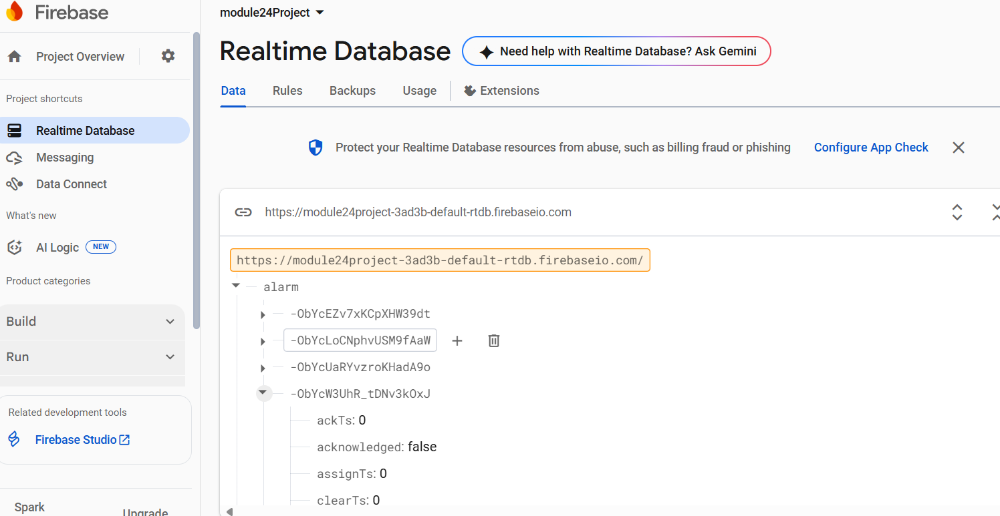 Firebase
module24Project
Project Overview
Realtime Database
Need help with Realtime Database? Ask Gemini
Data
Rules
Backups
Usage
Extensions
Project shortcuts
Realtime Database
Messaging
Data Connect
What's new
AI Logic NEW
Product categories
Build
Run
Related development tools
Firebase Studio
Spark
Upgrade
Protect your Realtime Database resources from abuse, such as billing fraud or phishing
Configure App Check
https://module24project-3ad3b-default-rtdb.firebaseio.com
https://module24project-3ad3b-default-rtdb.firebaseio.com/
alarm
-ObYcEZv7xKCpXHW39dt
-ObYcLoCNphvUSM9fAaW
-ObYcUaRYvzroKHadA9o
-ObYcW3UhR_tDNv3kOxJ
ackTs: 0
acknowledged: false
assignTs: 0
clearTs: 0